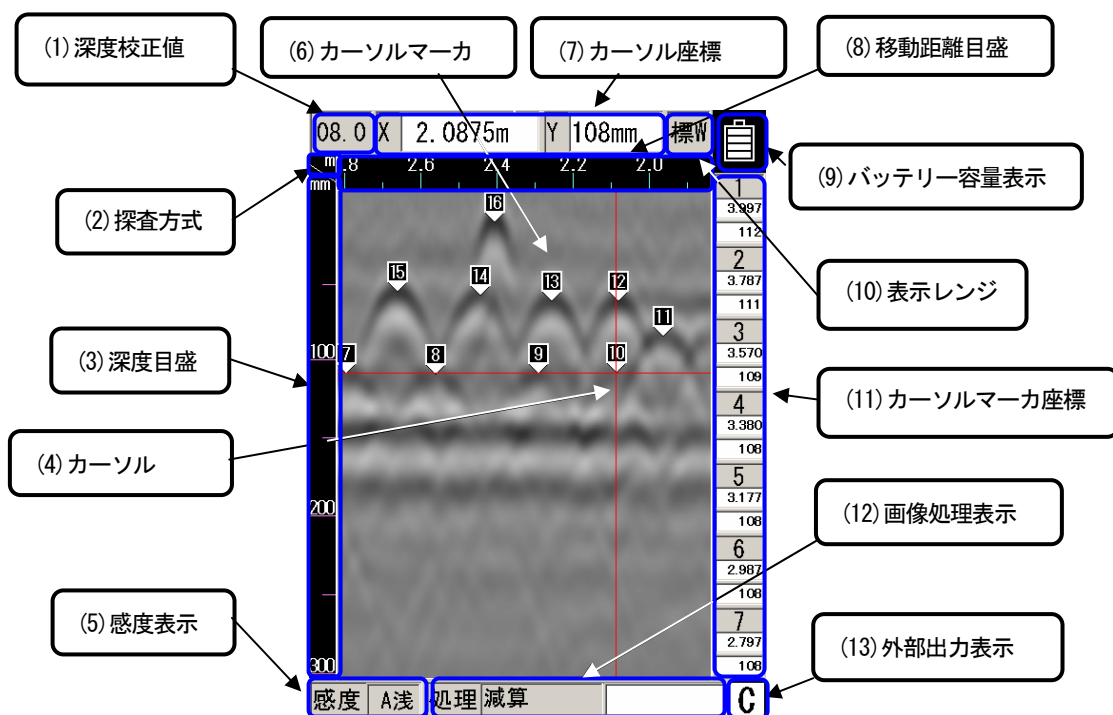 (1)深度校正値
(6)カーソルマーカ
(7)カーソル座標
(8)移動距離目盛
08.0 X 2.0875m Y 108mm 標W
2.6 2.4 2.2 2.0
mm
(2)探査方式
(9)バッテリー容量表示
(10)表示レンジ
(3)深度目盛
(4)カーソル
(11)カーソルマーカ座標
(12)画像処理表示
(5)感度表示
(13)外部出力表示
16
15 14 13 12
11
7 8 9 10
100
200
300
1
3.997
112
2
3.787
111
3
3.570
109
4
3.380
108
5
3.177
108
6
2.987
108
7
2.797
108
感度 A浅 処理 減算 C